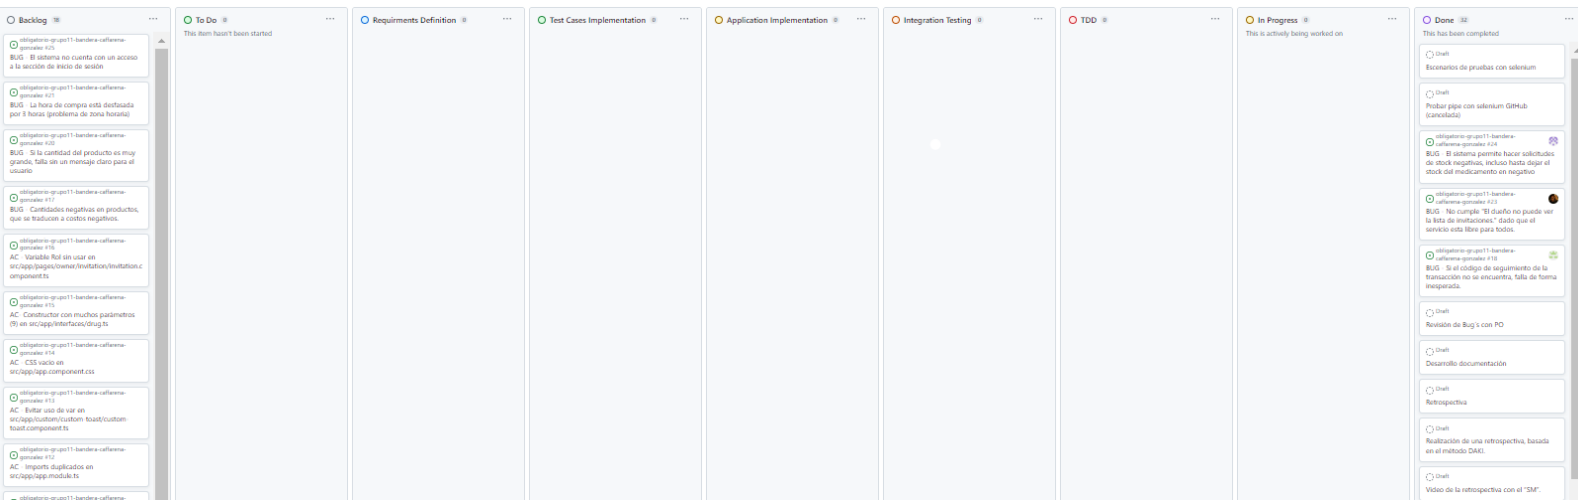 Backlog 18
obligatorio-grupo11-bandera-caffarena-
gonzalez #25
BUG - El sistema no cuenta con un acceso
a la sección de inicio de sesión
obligatorio-grupo11-bandera-caffarena-
gonzalez #21
BUG - La hora de compra está desfasada
por 3 horas (problema de zona horaria)
obligatorio-grupo11-bandera-caffarena-
gonzalez #20
BUG - Si la cantidad del producto es muy
grande, falla sin un mensaje claro para el
usuario
obligatorio-grupo11-bandera-caffarena-
gonzalez #17
BUG - Cantidades negativas en productos,
que se traducen a costos negativos.
obligatorio-grupo11-bandera-caffarena-
gonzalez #16
AC - Variable Rol sin usar en
src/app/pages/owner/invitation/invitation.c
omponent.ts
obligatorio-grupo11-bandera-caffarena-
gonzalez #15
AC- Constructor con muchos parámetros
(9) en src/app/interfaces/drug.ts
obligatorio-grupo11-bandera-caffarena-
gonzalez #14
AC - CSS vacio en
src/app/app.component.css
obligatorio-grupo11-bandera-caffarena-
gonzalez #13
AC - Evitar uso de var en
src/app/custom/custom-toast/custom-
toast.component.ts
obligatorio-grupo11-bandera-caffarena-
gonzalez #12
AC - Imports duplicados en
src/app/app.module.ts
obligatorio-grupo11-bandera-caffarena-
To Do 0
This item hasn't been started
Requirments Definition 0
Test Cases Implementation 0
Application Implementation 0
Integration Testing 0
TDD 0
In Progress 0
This is actively being worked on
Done 32
This has been completed
Draft
Escenarios de pruebas con selenium
Draft
Probar pipe con selenium GitHub
(cancelada)
obligatorio-grupo11-bandera-
caffarena-gonzalez #24
BUG - El sistema permite hacer solicitudes
de stock negativas, incluso hasta dejar el
stock del medicamento en negativo
obligatorio-grupo11-bandera-
caffarena-gonzalez #23
BUG - No cumple "El dueño no puede ver
la lista de invitaciones." dado que el
servicio esta libre para todos.
obligatorio-grupo11-bandera-
caffarena-gonzalez #18
BUG - Si el código de seguimiento de la
transacción no se encuentra, falla de forma
inesperada.
Draft
Revisión de Bug's con PO
Draft
Desarrollo documentación
Draft
Retrospectiva
Draft
Realización de una retrospectiva, basada
en el método DAKI.
Draft
Video de la retrospectiva con el "SM".